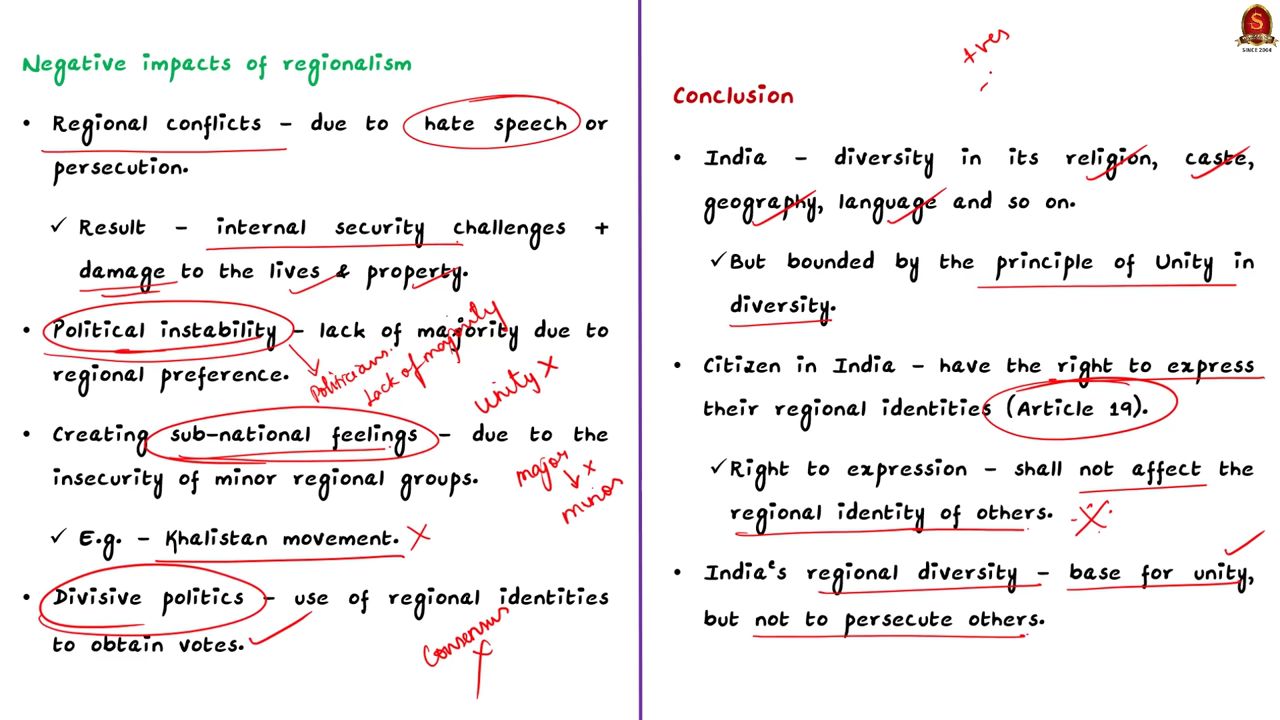 Negative impacts of regionalism
• Regional conflicts – due to hate speech or
persecution.
✓ Result – internal security challenges +
damage to the lives & property.
• Political instability – lack of majority due to
regional preference.
Politicians.
Lack of majority
Unity X
• Creating sub-national feelings – due to the
insecurity of minor regional groups.
major
X
minor
✓ E.g. – Khalistan movement. X
• Divisive politics – use of regional identities
to obtain votes.
Consensus
X
+ves
SINCE 2004
Conclusion
• India – diversity in its religion, caste,
geography, language and so on.
✓ But bounded by the principle of Unity in
diversity.
• Citizen in India – have the right to express
their regional identities (Article 19).
✓ Right to expression – shall not affect the
regional identity of others. X
• India's regional diversity – base for unity,
but not to persecute others.